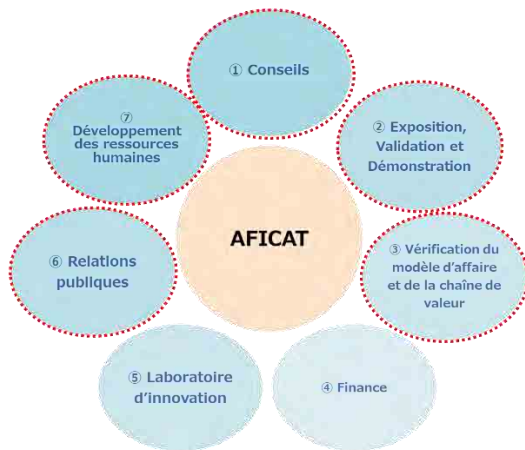 ① Conseils
② Exposition,
Validation et
Démonstration
③ Vérification du
modèle d'affaire
et de la chaîne de
valeur
④ Finance
⑤ Laboratoire
d'innovation
⑥ Relations
publiques
⑦
Développement
des ressources
humaines
AFICAT